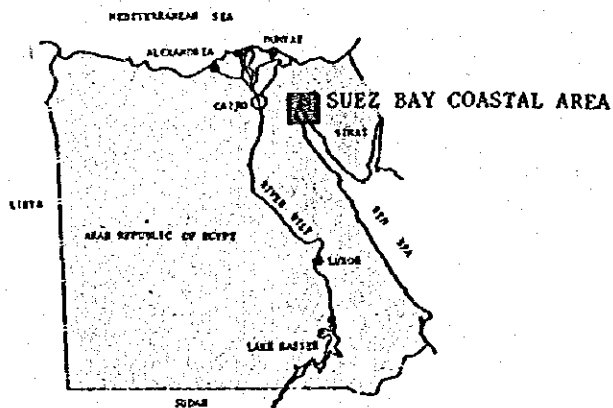 MEDITERRANEAN SEA
ALEXANDRIA
CAIRO
SUEZ BAY COASTAL AREA
SINAI
LIBYA
RIVER NILE
RED SEA
ARAB REPUBLIC OF EGYPT
LUXOR
LAKE NASSER
SUDAN